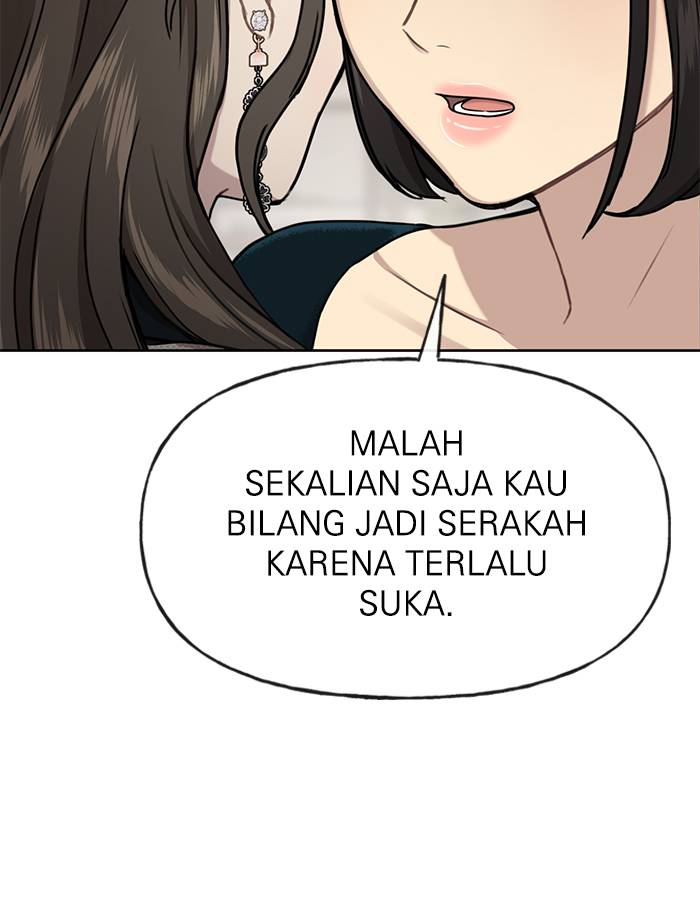 MALAH
SEKALIAN SAJA KAU
BILANG JADI SERAKAH
KARENA TERLALU
SUKA.